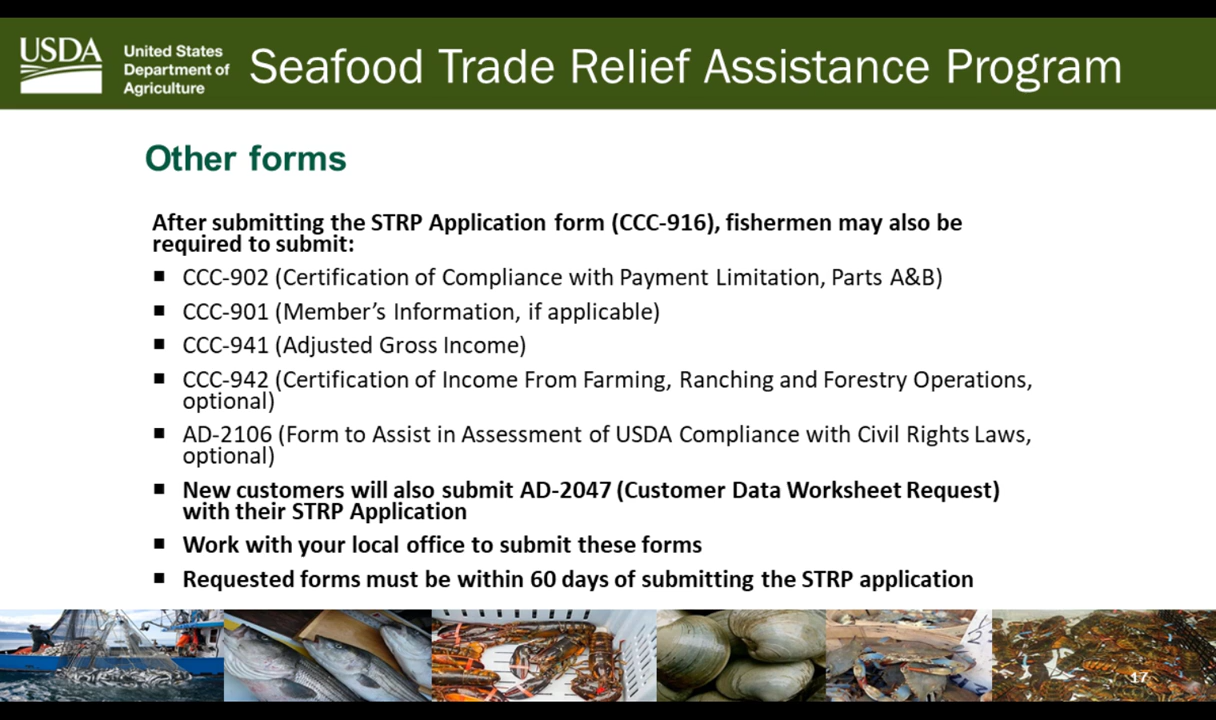 USDA
United States
Department of
Agriculture
Seafood Trade Relief Assistance Program
Other forms
After submitting the STRP Application form (CCC-916), fishermen may also be
required to submit:
■ CCC-902 (Certification of Compliance with Payment Limitation, Parts A&B)
■ CCC-901 (Member’s Information, if applicable)
■ CCC-941 (Adjusted Gross Income)
■ CCC-942 (Certification of Income From Farming, Ranching and Forestry Operations,
optional)
■ AD-2106 (Form to Assist in Assessment of USDA Compliance with Civil Rights Laws,
optional)
■ New customers will also submit AD-2047 (Customer Data Worksheet Request)
with their STRP Application
■ Work with your local office to submit these forms
■ Requested forms must be within 60 days of submitting the STRP application
17